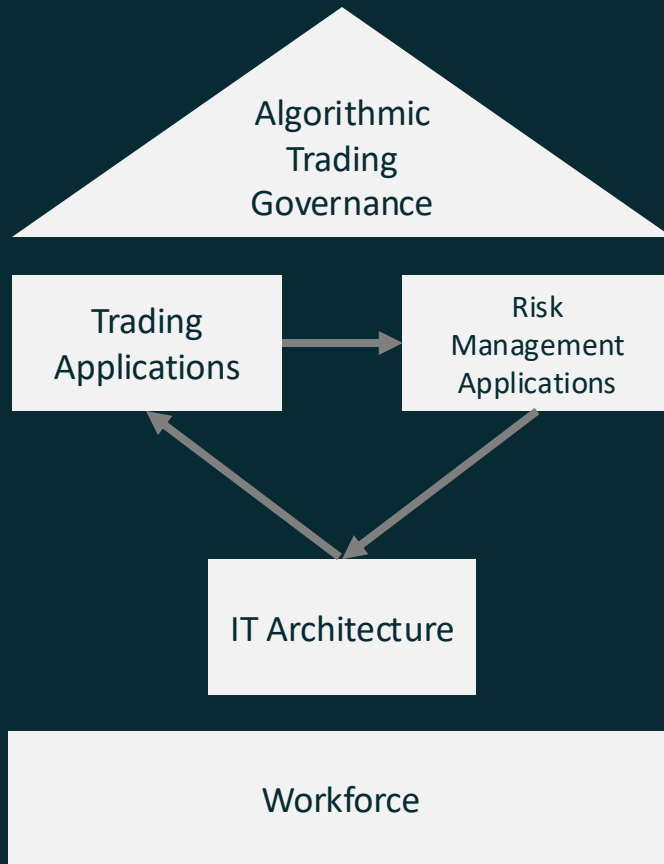 Algorithmic
Trading
Governance
Trading
Applications
Risk
Management
Applications
IT Architecture
Workforce